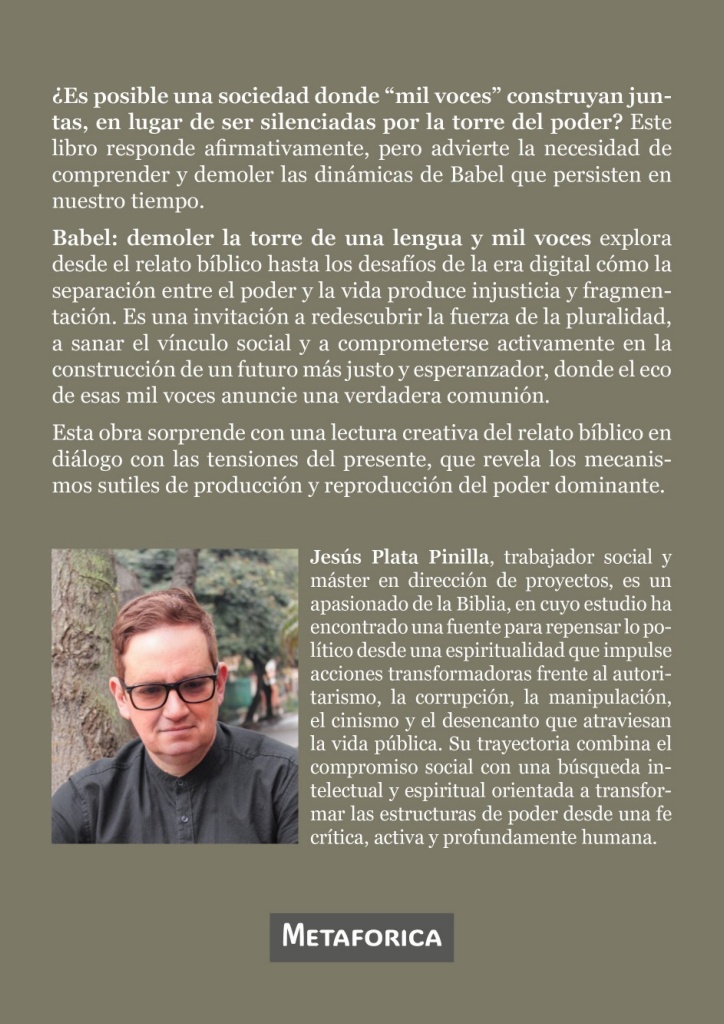 ¿Es posible una sociedad donde “mil voces” construyan jun-
tas, en lugar de ser silenciadas por la torre del poder? Este
libro responde afirmativamente, pero advierte la necesidad de
comprender y demoler las dinámicas de Babel que persisten en
nuestro tiempo.
Babel: demoler la torre de una lengua y mil voces explora
desde el relato bíblico hasta los desafíos de la era digital cómo la
separación entre el poder y la vida produce injusticia y fragmen-
tación. Es una invitación a redescubrir la fuerza de la pluralidad,
a sanar el vínculo social y a comprometerse activamente en la
construcción de un futuro más justo y esperanzador, donde el eco
de esas mil voces anuncie una verdadera comunión.
Esta obra sorprende con una lectura creativa del relato bíblico en
diálogo con las tensiones del presente, que revela los mecanis-
mos sutiles de producción y reproducción del poder dominante.
Jesús Plata Pinilla, trabajador social y
máster en dirección de proyectos, es un
apasionado de la Biblia, en cuyo estudio ha
encontrado una fuente para repensar lo po-
lítico desde una espiritualidad que impulse
acciones transformadoras frente al autori-
tarismo, la corrupción, la manipulación,
el cinismo y el desencanto que atraviesan
la vida pública. Su trayectoria combina el
compromiso social con una búsqueda in-
telectual y espiritual orientada a transfor-
mar las estructuras de poder desde una fe
crítica, activa y profundamente humana.
METAFORICA